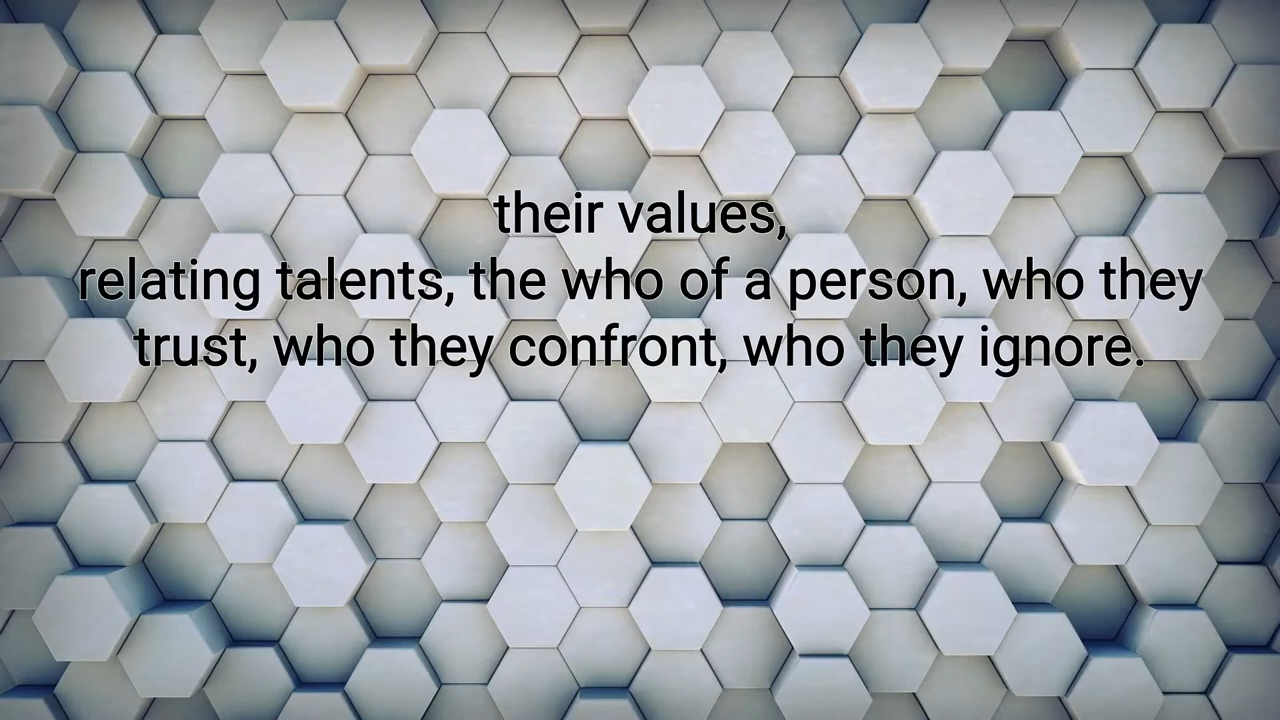 their values,
relating talents, the who of a person, who they
trust, who they confront, who they ignore.